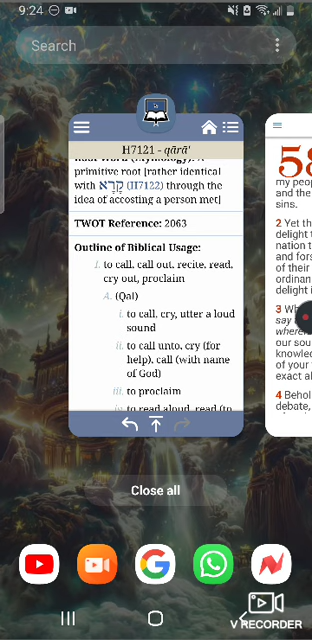 9:24
Search
H7121 - qārā'
Root Word (Etymology): A
primitive root [rather identical
with קָרָא (H7122) through the
idea of accosting a person met]
TWOT Reference: 2063
Outline of Biblical Usage:
I. to call, call out, recite, read,
cry out, proclaim
A. (Qal)
i. to call, cry, utter a loud
sound
ii. to call unto, cry (for
help), call (with name
of God)
iii. to proclaim
iv. to read aloud, read (to
58
my peop
and the
sins.
2 Yet th
delight t
nation t
and fors
of their
ordinan
delight i
3 Wh
say
where
our sou
knowled
of your
exact al
4 Behol
debate,
Close all
V RECORDER